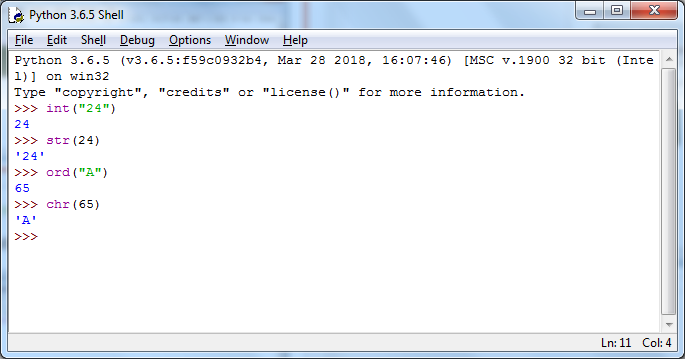 Python 3.6.5 Shell
File Edit Shell Debug Options Window Help
Python 3.6.5 (v3.6.5:f59c0932b4, Mar 28 2018, 16:07:46) [MSC v.1900 32 bit (Inte
l)] on win32
Type "copyright", "credits" or "license()" for more information.
>>> int("24")
24
>>> str(24)
'24'
>>> ord("A")
65
>>> chr(65)
'A'
>>>
Ln: 11 Col: 4